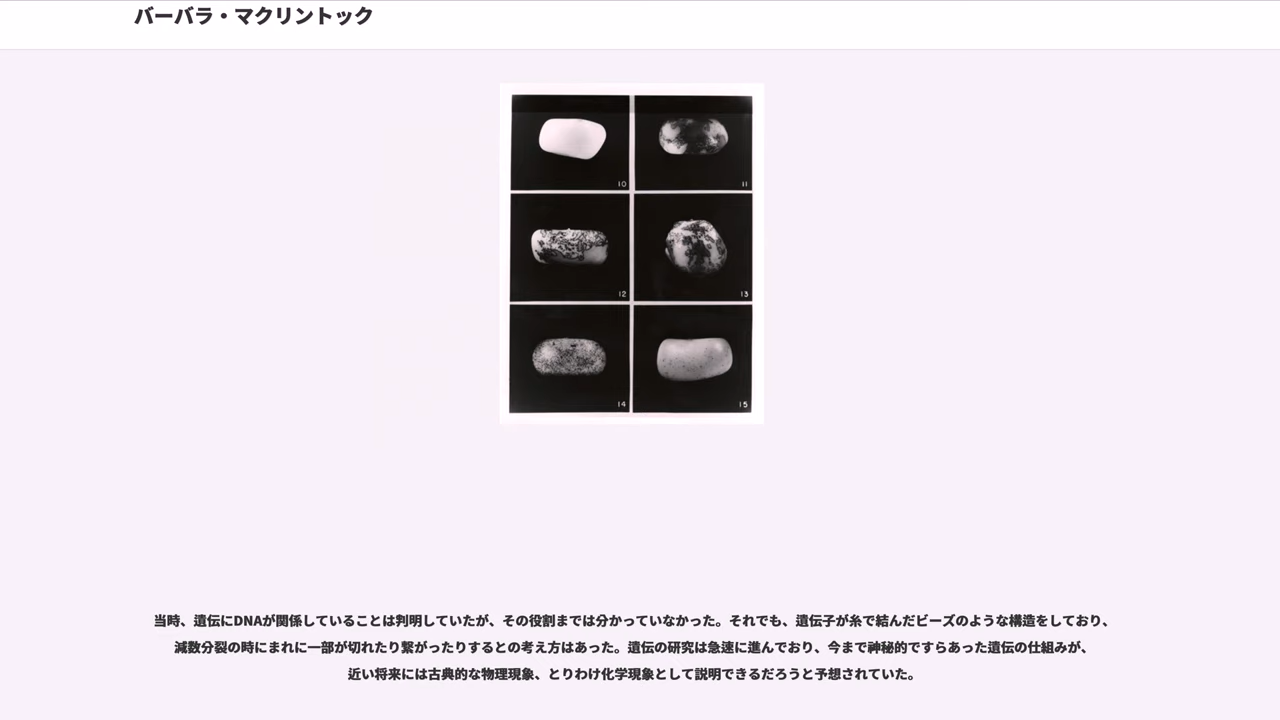 バーバラ・マクリントック
10
11
12
13
14
15
当時、遺伝にDNAが関係していることは判明していたが、その役割までは分かっていなかった。それでも、遺伝子が糸で結んだビーズのような構造をしており、
減数分裂の時にまれに一部が切れたり繋がったりするとの考え方はあった。遺伝の研究は急速に進んでおり、今まで神秘的ですらあった遺伝の仕組みが、
近い将来には古典的な物理現象、とりわけ化学現象として説明できるだろうと予想されていた。